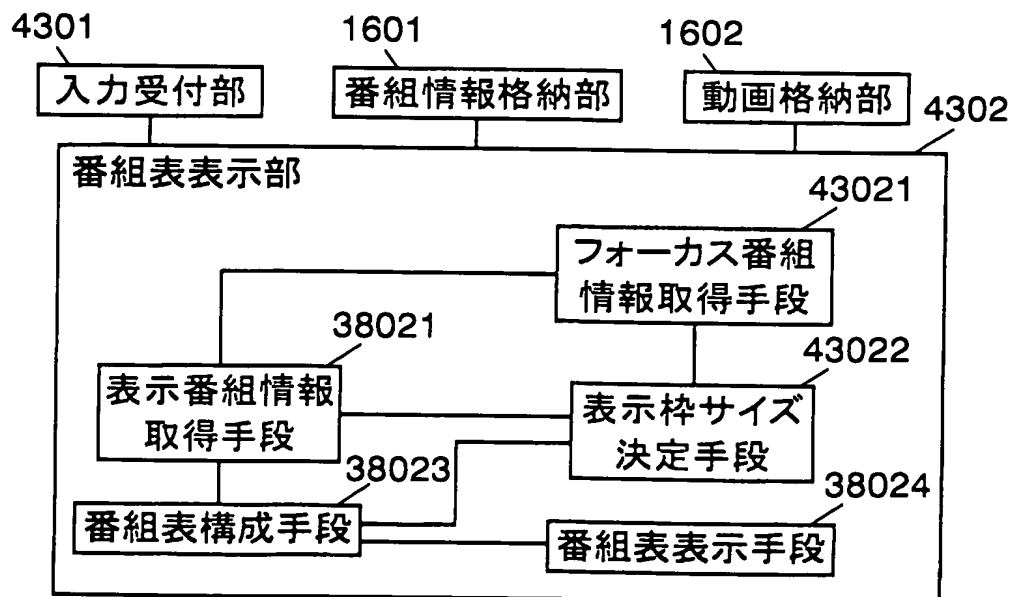 4301
1601
1602
入力受付部
番組情報格納部
動画格納部
4302
番組表表示部
43021
フォーカス番組
情報取得手段
38021
43022
表示番組情報
取得手段
表示枠サイズ
決定手段
38023
38024
番組表構成手段
番組表表示手段